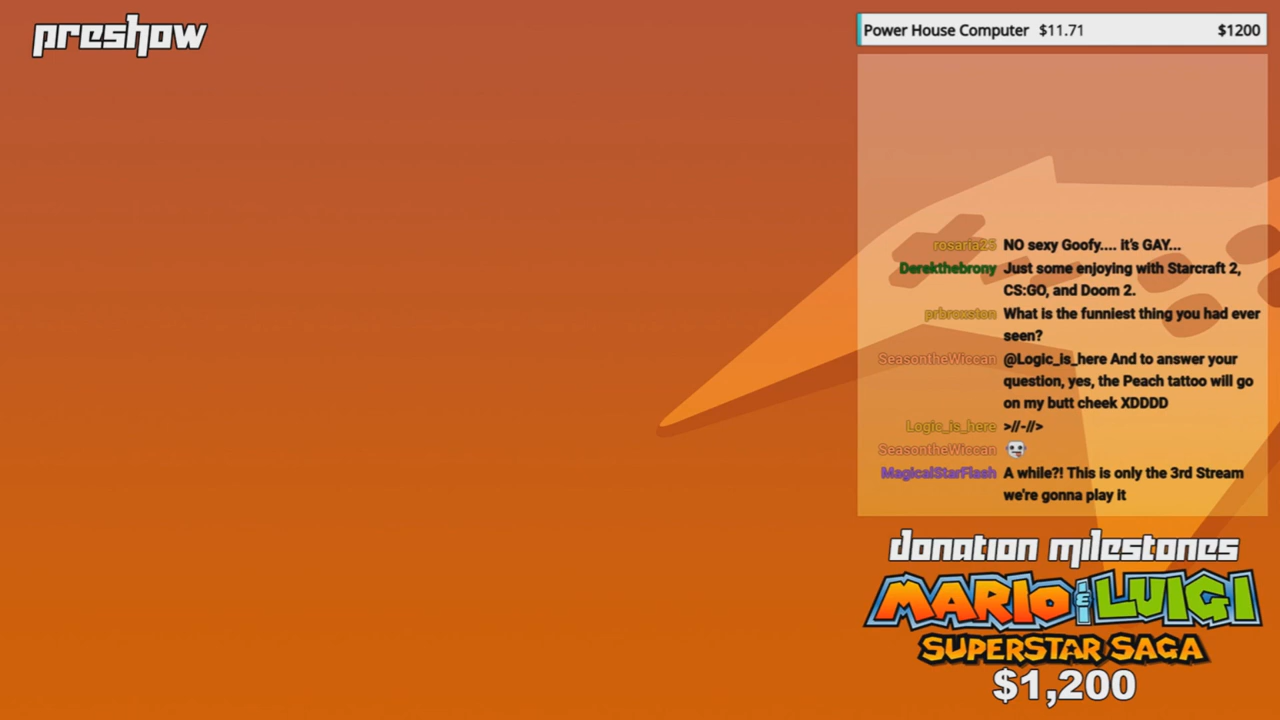 preshow
Power House Computer $11.71 $1200
rosaria25 NO sexy Goofy.... it's GAY...
Derekthebrony Just some enjoying with Starcraft 2,
CS:GO, and Doom 2.
prbroxston What is the funniest thing you had ever
seen?
SeasontheWiccan @Logic_is_here And to answer your
question, yes, the Peach tattoo will go
on my butt cheek XDDDD
Logic_is_here >//-//>
SeasontheWiccan
MagicalStarFlash A while?! This is only the 3rd Stream
we're gonna play it
donation milestones
MARIO & LUIGI
SUPERSTAR SAGA
$1,200